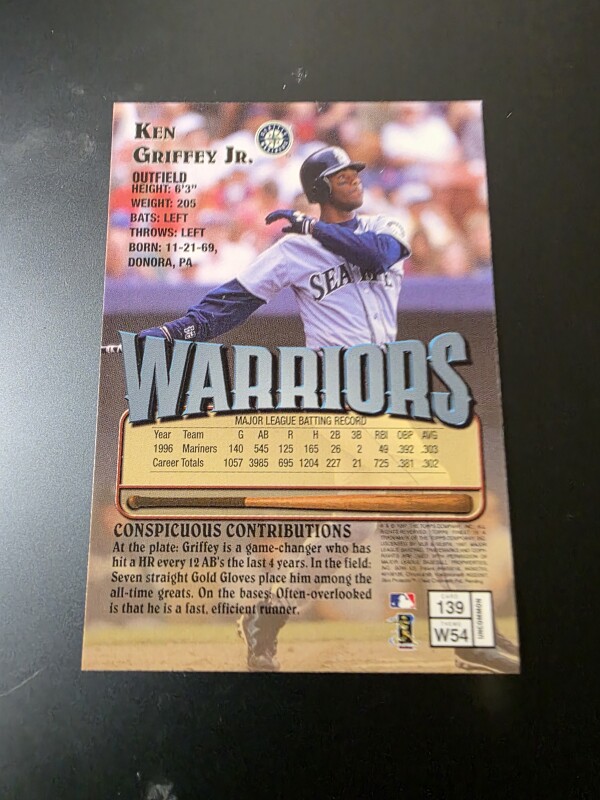 KEN
GRIFFEY JR.
OUTFIELD
HEIGHT: 6'3"
WEIGHT: 205
BATS: LEFT
THROWS: LEFT
BORN: 11-21-69,
DONORA, PA
SEATTLE
WARRIORS
MAJOR LEAGUE BATTING RECORD
Year Team G AB R H 2B 3B RBI OBP AVG
1996 Mariners 140 545 125 165 26 2 49 .392 .303
Career Totals 1057 3985 695 1204 227 21 725 .381 .302
CONSPICUOUS CONTRIBUTIONS
At the plate: Griffey is a game-changer who has
hit a HR every 12 AB's the last 4 years. In the field:
Seven straight Gold Gloves place him among the
all-time greats. On the bases: Often-overlooked
is that he is a fast, efficient runner.
CARD
139
THEME
W54
UNCOMMON